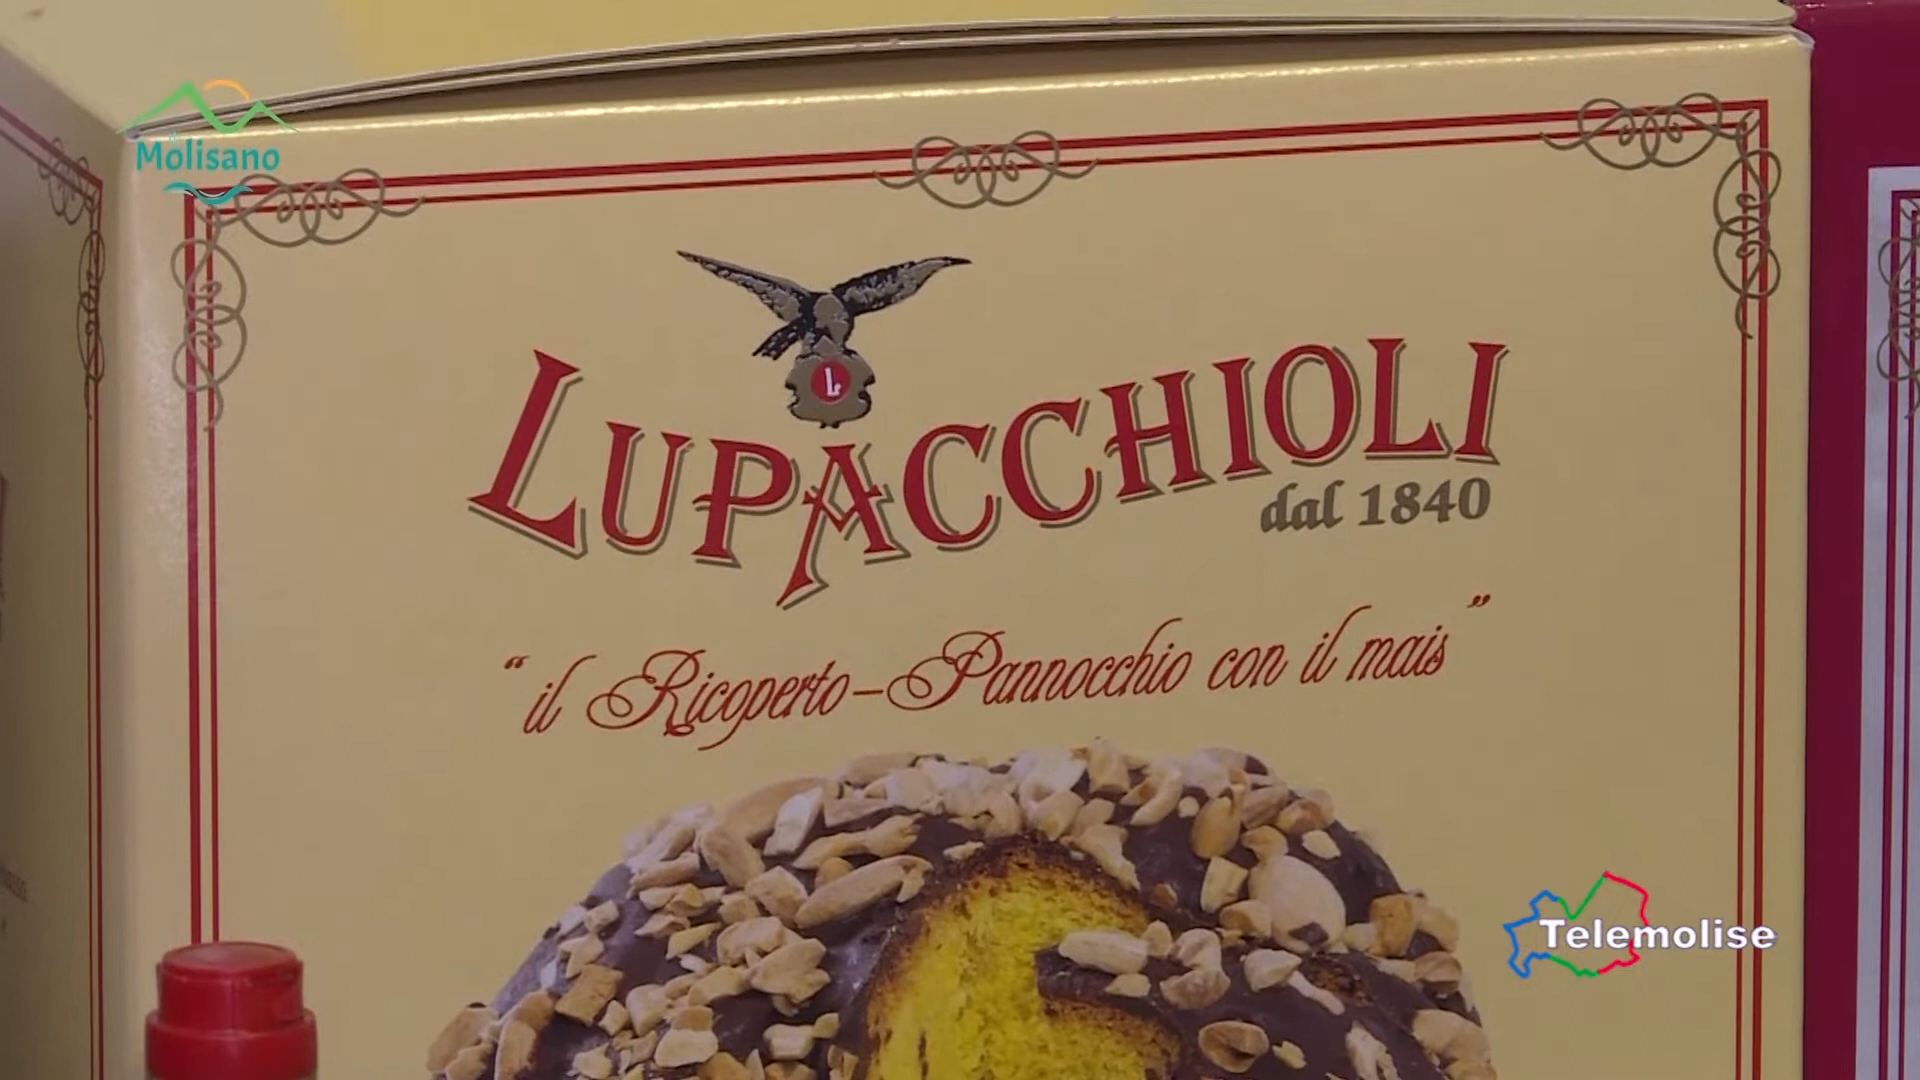 Molisano
L
LUPACCHIOLI
dal 1840
“ il Ricoperto-Pannocchio con il mais ”
Telemolise